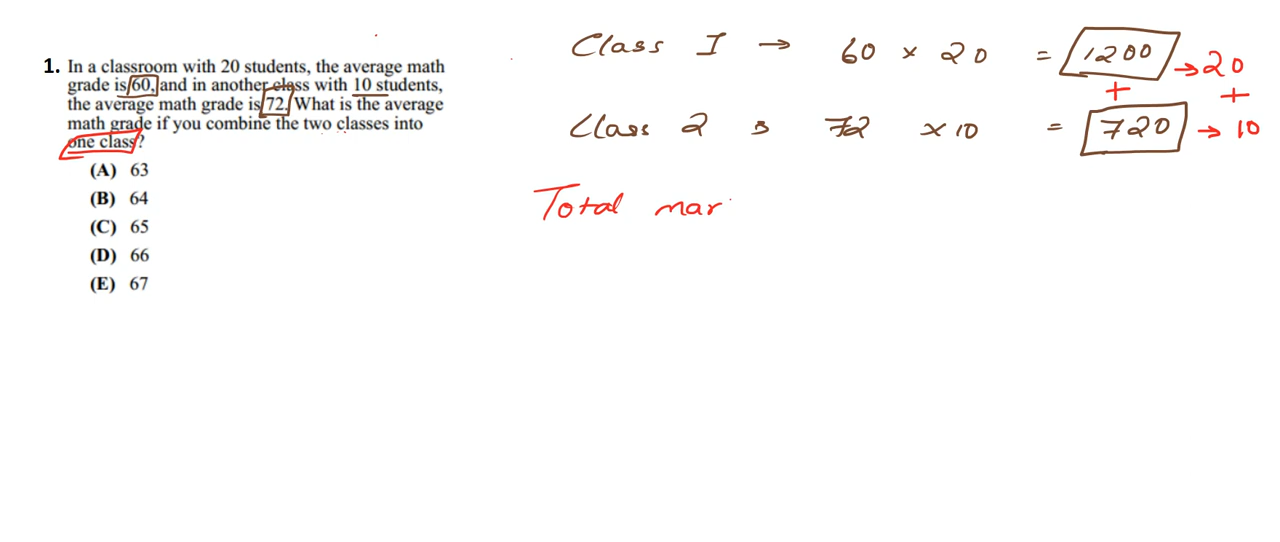 1. In a classroom with 20 students, the average math
grade is 60, and in another class with 10 students,
the average math grade is 72. What is the average
math grade if you combine the two classes into
one class?
(A) 63
(B) 64
(C) 65
(D) 66
(E) 67
Class I → 60 × 20 = 1200 → 20
+ +
Class 2 72 × 10 = 720 → 10
Total mar